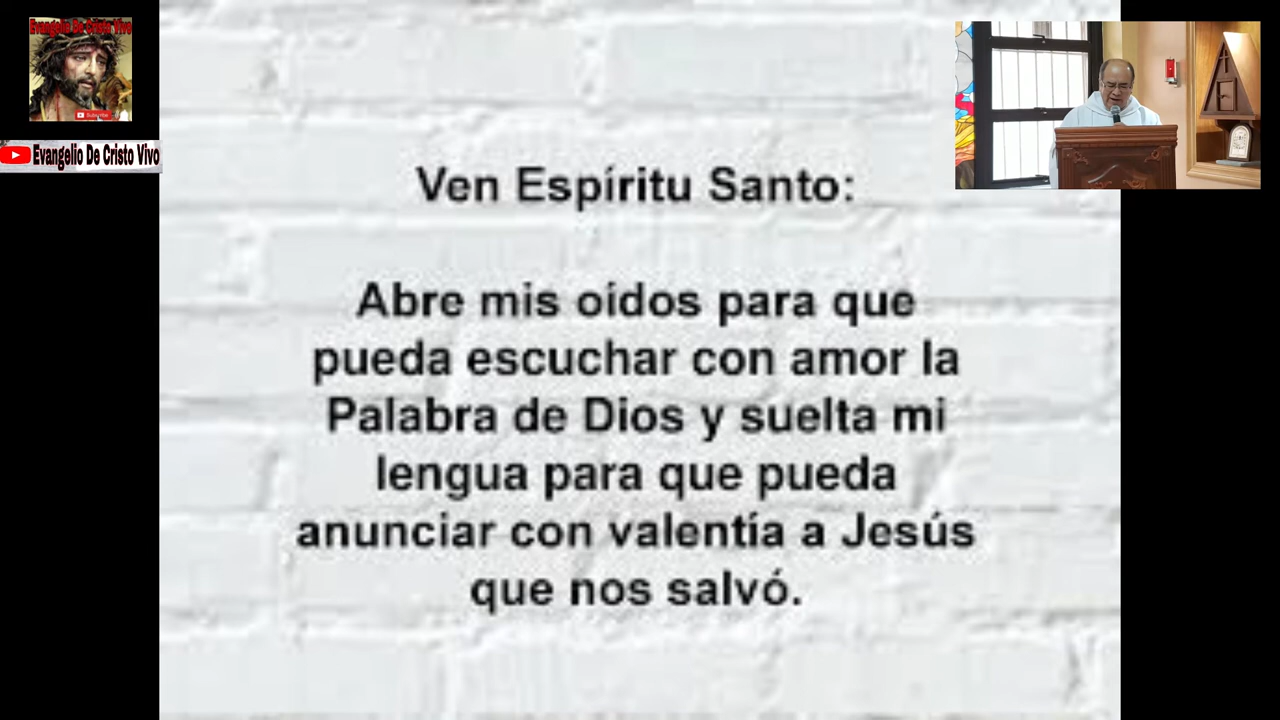 Evangelio De Cristo Vivo
Subscribe
Evangelio De Cristo Vivo
Ven Espíritu Santo:
Abre mis oídos para que
pueda escuchar con amor la
Palabra de Dios y suelta mi
lengua para que pueda
anunciar con valentía a Jesús
que nos salvó.